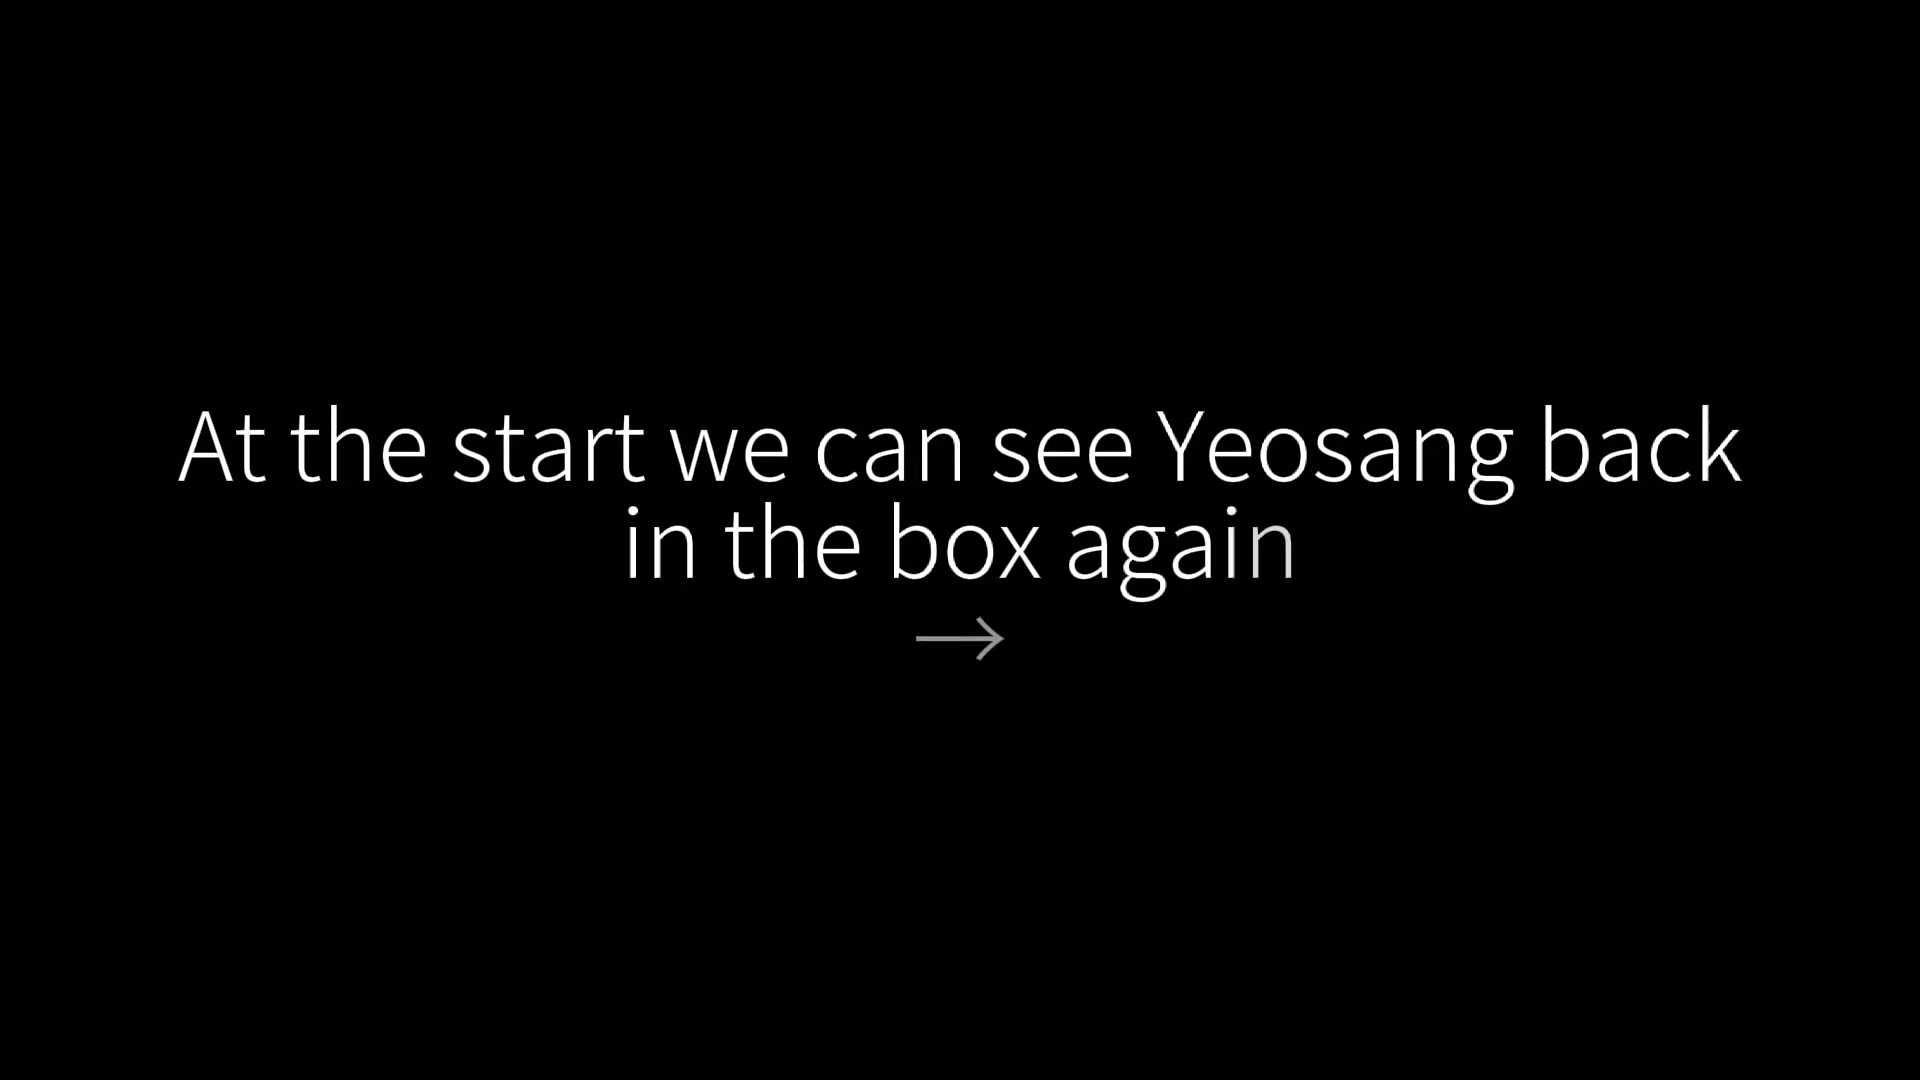 At the start we can see Yeosang back
in the box again
→